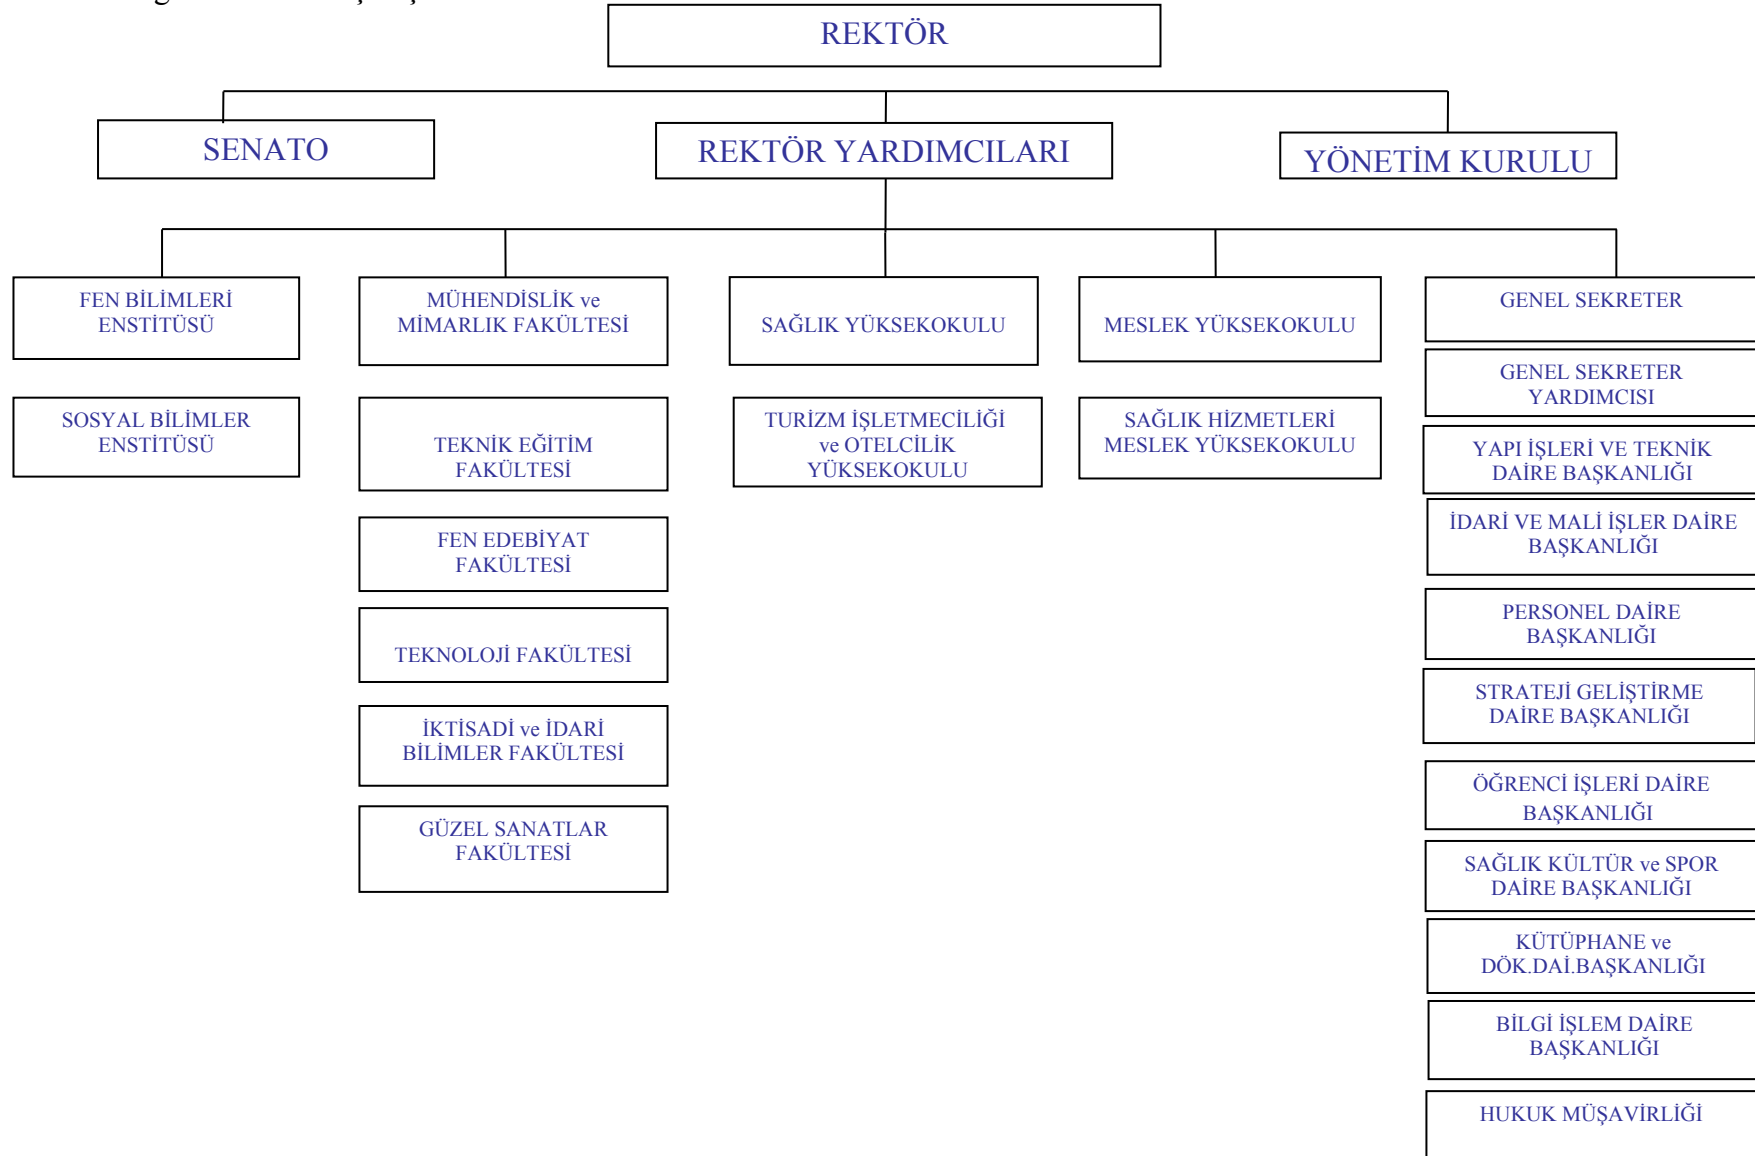 REKTÖR
SENATO
REKTÖR YARDIMCILARI
YÖNETİM KURULU
FEN BİLİMLERİ
ENSTİTÜSÜ
SOSYAL BİLİMLER
ENSTİTÜSÜ
MÜHENDİSLİK ve
MİMARLIK FAKÜLTESİ
TEKNİK EĞİTİM
FAKÜLTESİ
FEN EDEBİYAT
FAKÜLTESİ
TEKNOLOJİ FAKÜLTESİ
İKTİSADİ ve İDARİ
BİLİMLER FAKÜLTESİ
GÜZEL SANATLAR
FAKÜLTESİ
SAĞLIK YÜKSEKOKULU
TURİZM İŞLETMECİLİĞİ
ve OTELCİLİK
YÜKSEKOKULU
MESLEK YÜKSEKOKULU
SAĞLIK HİZMETLERİ
MESLEK YÜKSEKOKULU
GENEL SEKRETER
GENEL SEKRETER
YARDIMCISI
YAPI İŞLERİ VE TEKNİK
DAİRE BAŞKANLIĞI
İDARİ VE MALİ İŞLER DAİRE
BAŞKANLIĞI
PERSONEL DAİRE
BAŞKANLIĞI
STRATEJİ GELİŞTİRME
DAİRE BAŞKANLIĞI
ÖĞRENCİ İŞLERİ DAİRE
BAŞKANLIĞI
SAĞLIK KÜLTÜR ve SPOR
DAİRE BAŞKANLIĞI
KÜTÜPHANE ve
DÖK.DAİ.BAŞKANLIĞI
BİLGİ İŞLEM DAİRE
BAŞKANLIĞI
HUKUK MÜŞAVİRLİĞİ